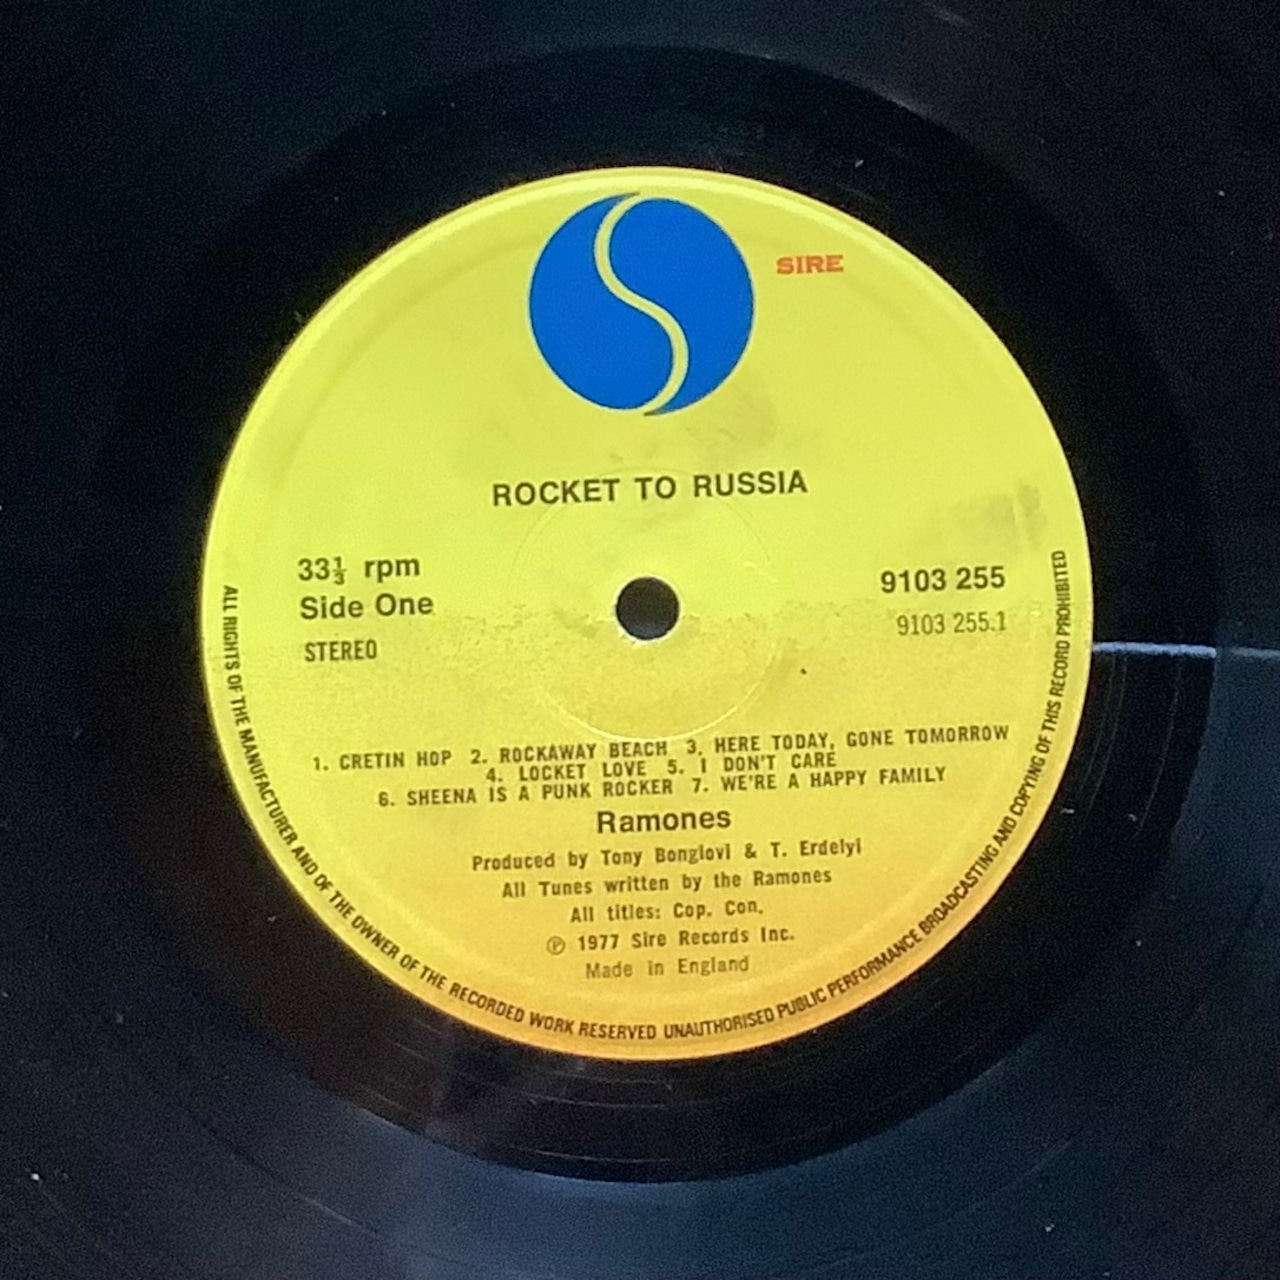 SIRE
ROCKET TO RUSSIA
33⅓ rpm
Side One
STEREO
9103 255
9103 255.1
1. CRETIN HOP 2. ROCKAWAY BEACH 3. HERE TODAY, GONE TOMORROW
4. LOCKET LOVE 5. I DON'T CARE
6. SHEENA IS A PUNK ROCKER 7. WE'RE A HAPPY FAMILY
Ramones
Produced by Tony Bongiovi & T. Erdelyi
All Tunes written by the Ramones
All titles: Cop. Con.
℗ 1977 Sire Records Inc.
Made in England
ALL RIGHTS OF THE MANUFACTURER AND OF THE OWNER OF THE RECORDED WORK RESERVED UNAUTHORISED PUBLIC PERFORMANCE BROADCASTING AND COPYING OF THIS RECORD PROHIBITED